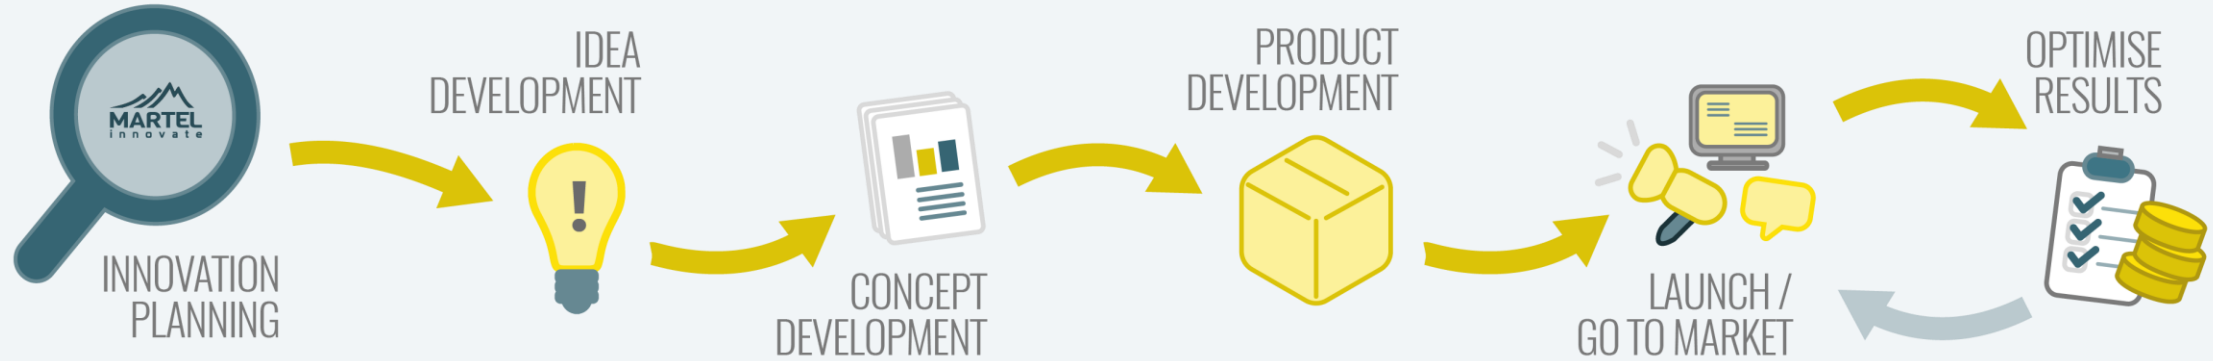 MARTEL
innovate
INNOVATION
PLANNING
IDEA
DEVELOPMENT
!
CONCEPT
DEVELOPMENT
PRODUCT
DEVELOPMENT
LAUNCH /
GO TO MARKET
OPTIMISE
RESULTS